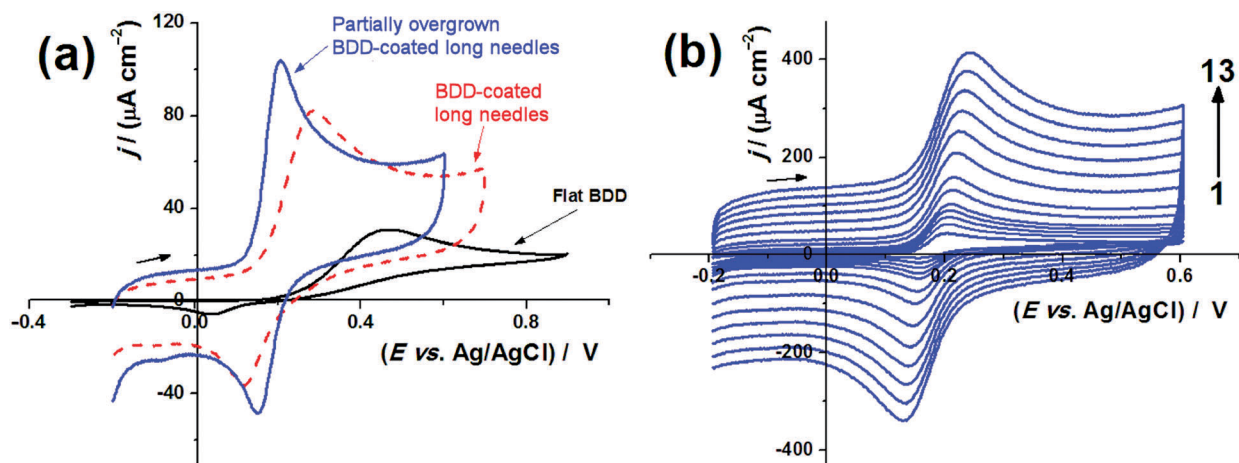 (a)
Partially overgrown
BDD-coated long needles
BDD-coated
long needles
Flat BDD
120
80
40
0
-40
-0.4
0.0
0.4
0.8
j / (µA cm⁻²)
(E vs. Ag/AgCl) / V
(b)
13
1
400
200
0
-200
-400
-0.2
0.0
0.2
0.4
0.6
j / (µA cm⁻²)
(E vs. Ag/AgCl) / V